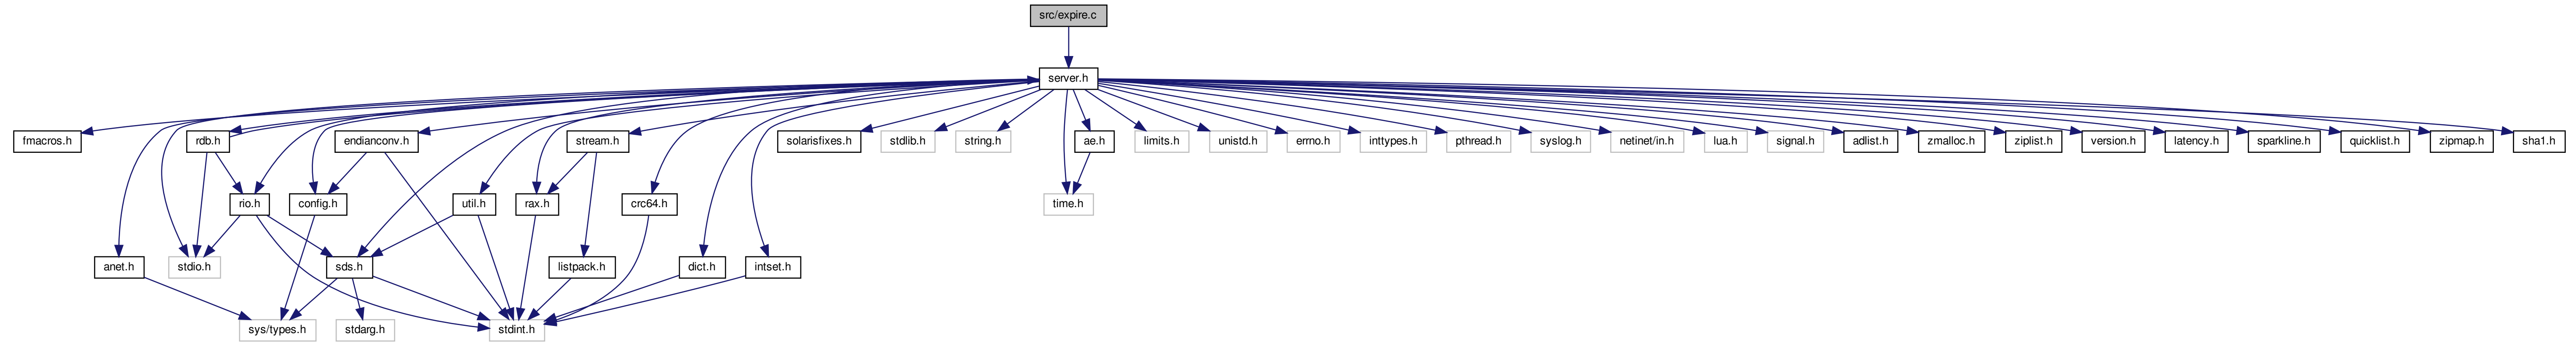 src/expire.c
server.h
fmacros.h
rdb.h
endianconv.h
stream.h
solarisfixes.h
stdlib.h
string.h
ae.h
limits.h
unistd.h
errno.h
inttypes.h
pthread.h
syslog.h
netinet/in.h
lua.h
signal.h
adlist.h
zmalloc.h
ziplist.h
version.h
latency.h
sparkline.h
quicklist.h
zipmap.h
sha1.h
rio.h
config.h
util.h
rax.h
crc64.h
time.h
anet.h
stdio.h
sds.h
listpack.h
dict.h
intset.h
sys/types.h
stdarg.h
stdint.h